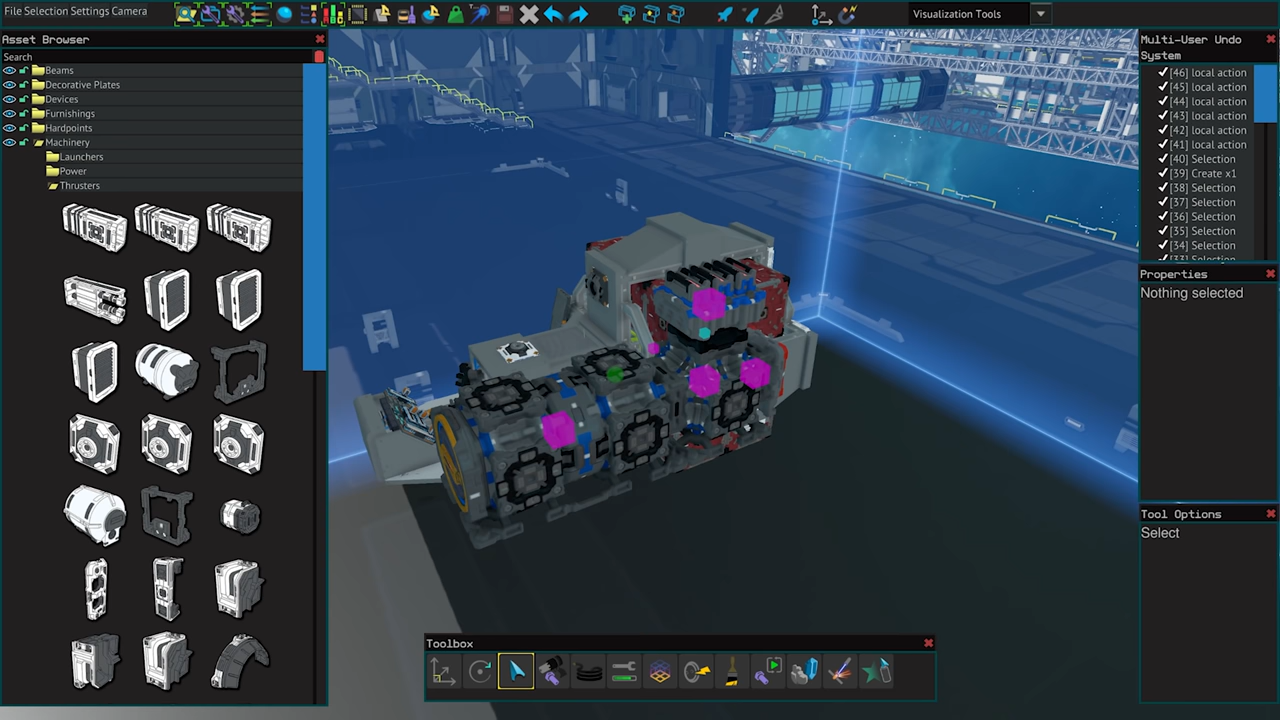 File Selection Settings Camera
Visualization Tools
Asset Browser
Search
Beams
Decorative Plates
Devices
Furnishings
Hardpoints
Machinery
Launchers
Power
Thrusters
Multi-User Undo
System
[46] local action
[45] local action
[44] local action
[43] local action
[42] local action
[41] local action
[40] Selection
[39] Create x1
[38] Selection
[37] Selection
[36] Selection
[35] Selection
[34] Selection
[33] Selection
Properties
Nothing selected
Tool Options
Select
Toolbox